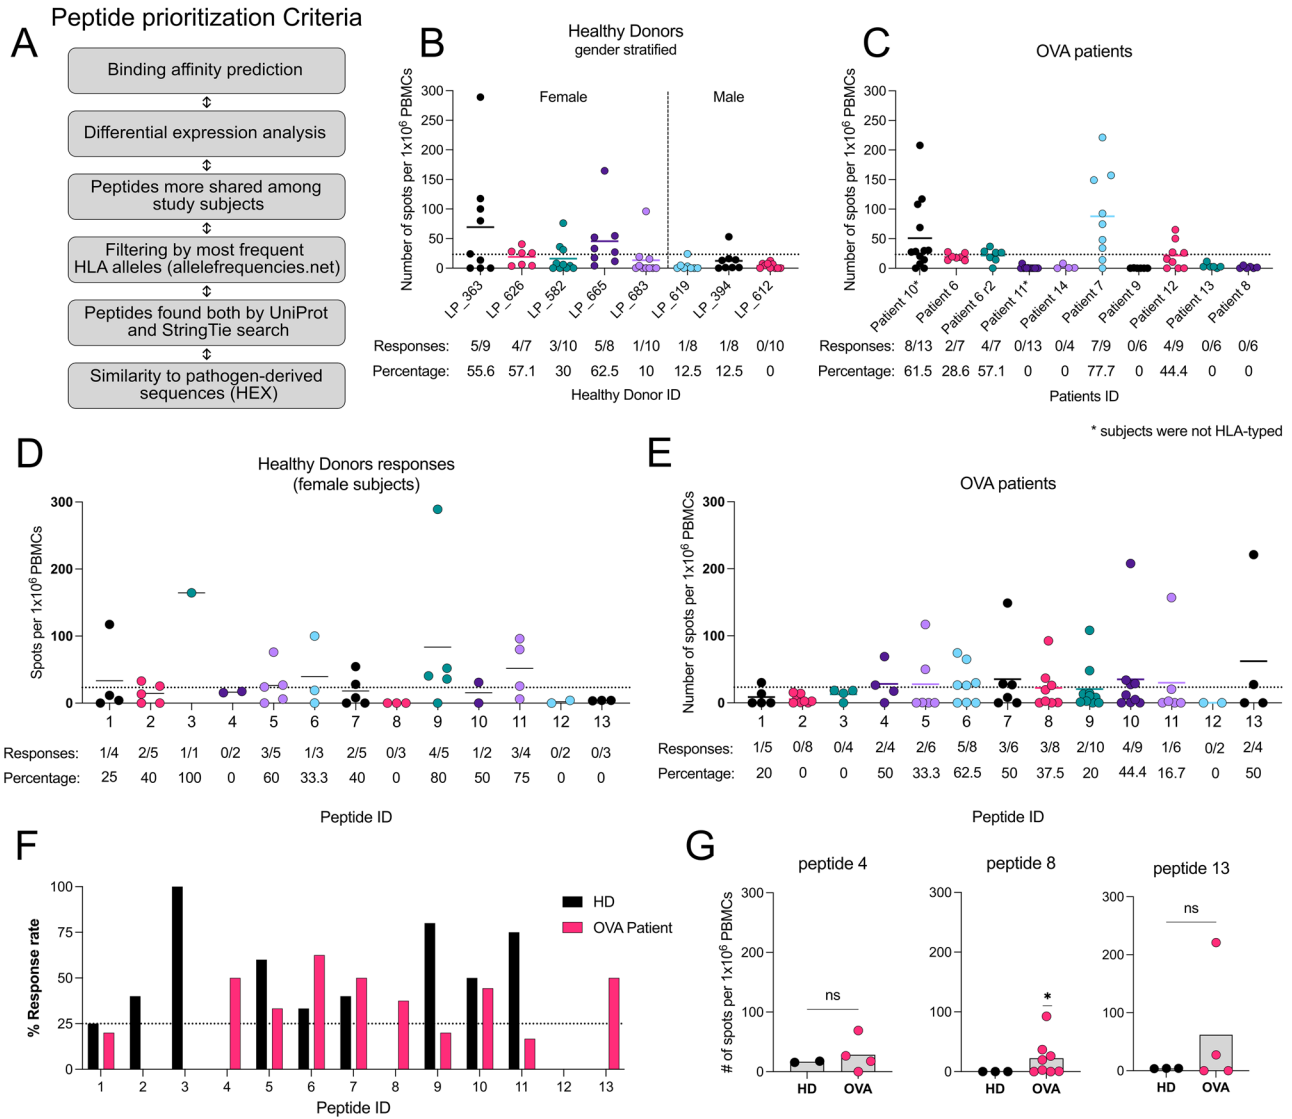 Peptide prioritization Criteria
A
Binding affinity prediction
Differential expression analysis
Peptides more shared among
study subjects
Filtering by most frequent
HLA alleles (allelefrequencies.net)
Peptides found both by UniProt
and StringTie search
Similarity to pathogen-derived
sequences (HEX)
B
Healthy Donors
gender stratified
Number of spots per 1x10⁶ PBMCs
300
250
200
150
100
50
0
Female
Male
LP_363 LP_626 LP_582 LP_665 LP_683 LP_619 LP_394 LP_612
Responses: 5/9 4/7 3/10 5/8 1/10 1/8 1/8 0/10
Percentage: 55.6 57.1 30 62.5 10 12.5 12.5 0
Healthy Donor ID
C
OVA patients
Number of spots per 1x10⁶ PBMCs
300
250
200
150
100
50
0
Patient 10* Patient 6 Patient 6 /2 Patient 11* Patient 14 Patient 7 Patient 9 Patient 12 Patient 13 Patient 8
Responses: 8/13 2/7 4/7 0/13 0/4 7/9 0/6 4/9 0/6 0/6
Percentage: 61.5 28.6 57.1 0 0 77.7 0 44.4 0 0
Patients ID
* subjects were not HLA-typed
D
Healthy Donors responses
(female subjects)
Spots per 1x10⁶ PBMCs
300
200
100
0
1 2 3 4 5 6 7 8 9 10 11 12 13
Responses: 1/4 2/5 1/1 0/2 3/5 1/3 2/5 0/3 4/5 1/2 3/4 0/2 0/3
Percentage: 25 40 100 0 60 33.3 40 0 80 50 75 0 0
Peptide ID
E
OVA patients
Number of spots per 1x10⁶ PBMCs
300
200
100
0
1 2 3 4 5 6 7 8 9 10 11 12 13
Responses: 1/5 0/8 0/4 2/4 2/6 5/8 3/6 3/8 2/10 4/9 1/6 0/2 2/4
Percentage: 20 0 0 50 33.3 62.5 50 37.5 20 44.4 16.7 0 50
Peptide ID
F
% Response rate
100
75
50
25
0
HD
OVA Patient
1 2 3 4 5 6 7 8 9 10 11 12 13
Peptide ID
G
# of spots per 1x10⁶ PBMCs
peptide 4
300
200
100
0
ns
HD OVA
peptide 8
300
200
100
0
*
HD OVA
peptide 13
300
200
100
0
ns
HD OVA